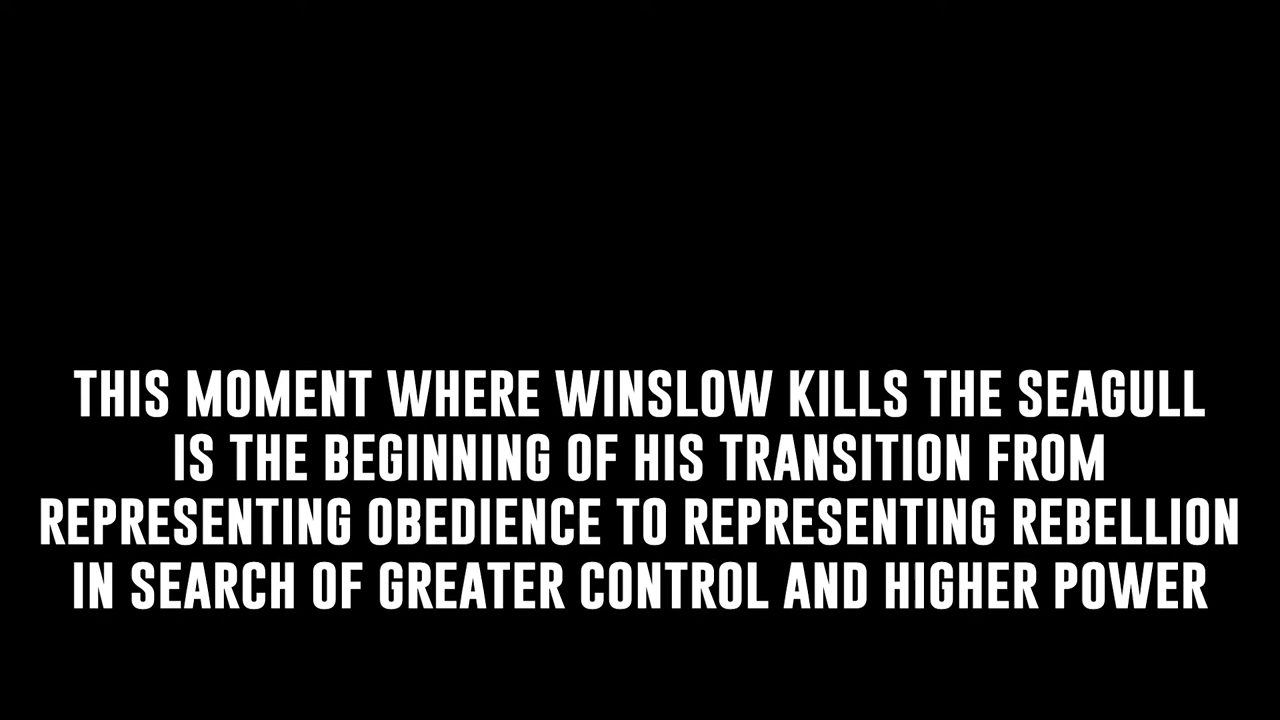 THIS MOMENT WHERE WINSLOW KILLS THE SEAGULL
IS THE BEGINNING OF HIS TRANSITION FROM
REPRESENTING OBEDIENCE TO REPRESENTING REBELLION
IN SEARCH OF GREATER CONTROL AND HIGHER POWER